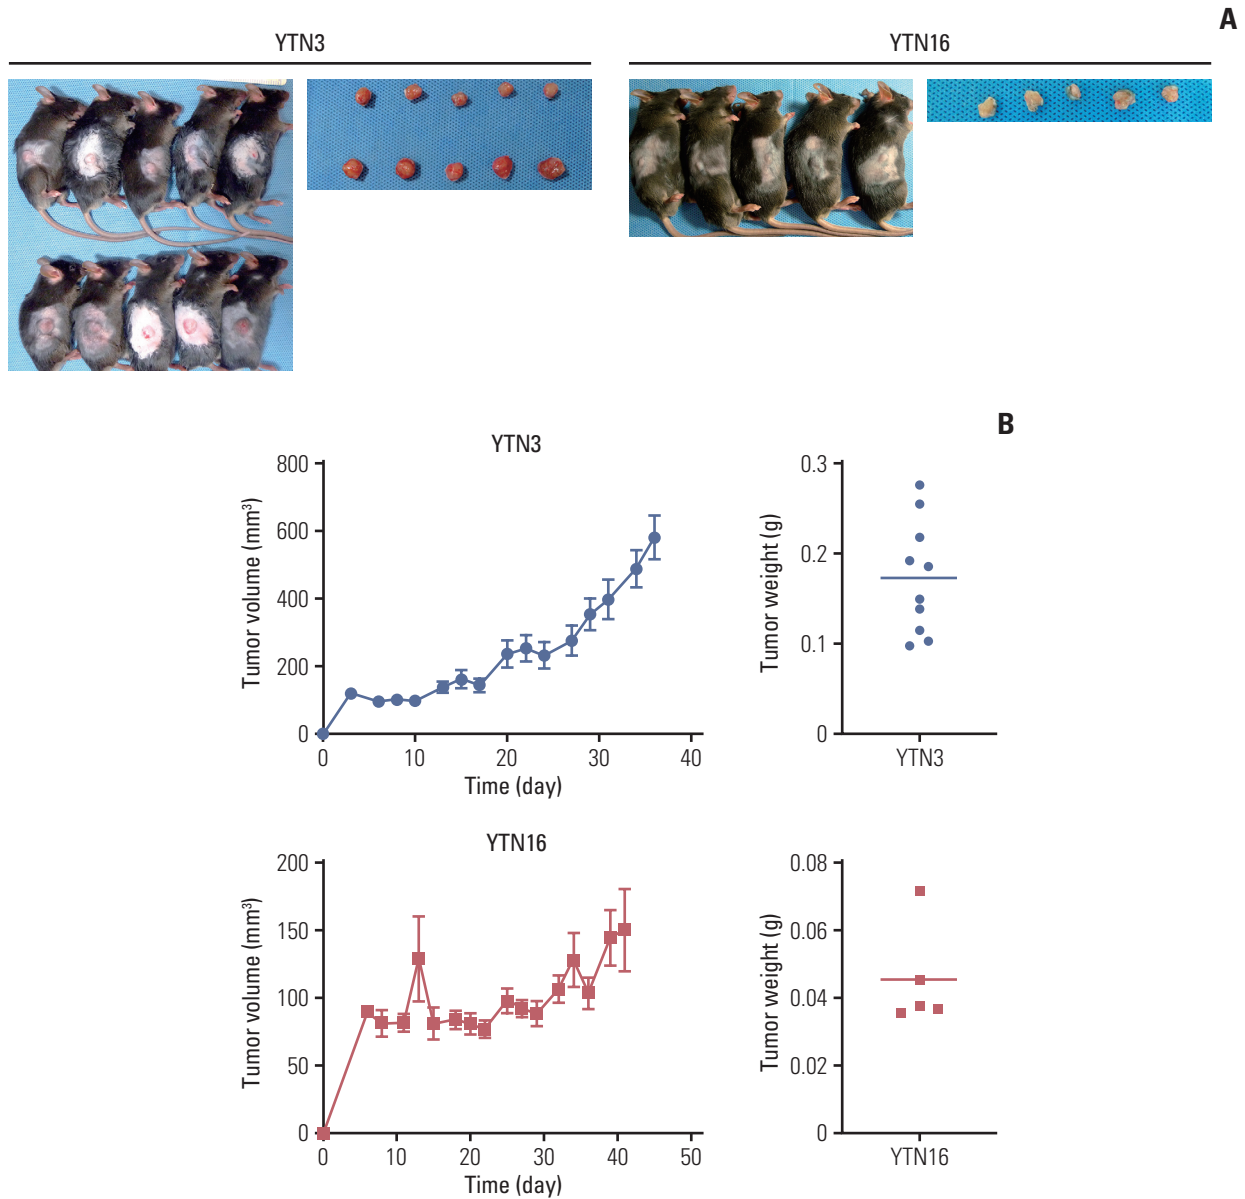 A
YTN3
YTN16
B
YTN3
Tumor volume (mm³)
800
600
400
200
0
0 10 20 30 40
Time (day)
Tumor weight (g)
0.3
0.2
0.1
0
YTN3
YTN16
Tumor volume (mm³)
200
150
100
50
0
0 10 20 30 40 50
Time (day)
Tumor weight (g)
0.08
0.06
0.04
0.02
0
YTN16